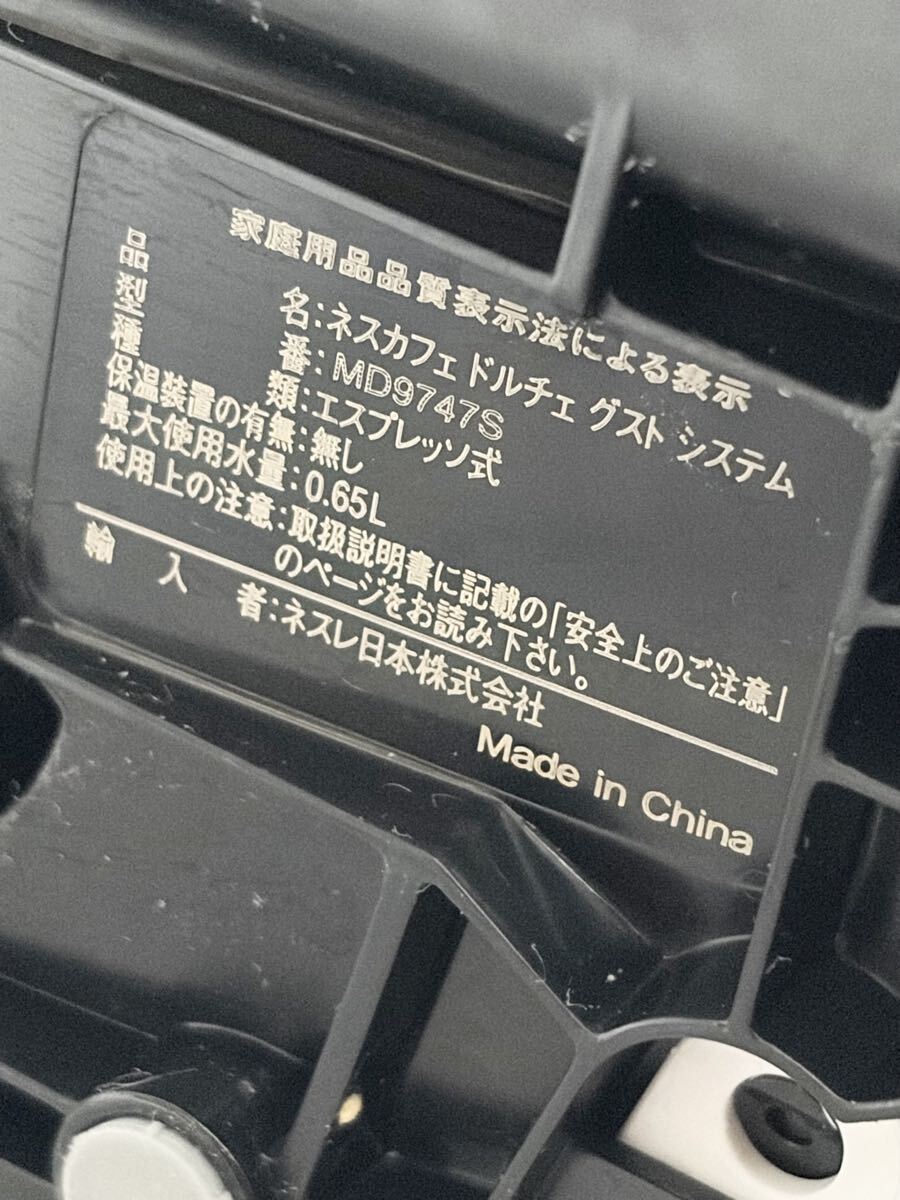 家庭用品品質表示法による表示
品名:ネスカフェ ドルチェ グスト システム
型番:MD9747S
種類:エスプレッソ式
保温装置の有無:無し
最大使用水量:0.65L
使用上の注意:取扱説明書に記載の「安全上のご注意」
のページをお読み下さい。
輸入者:ネスレ日本株式会社
Made in China